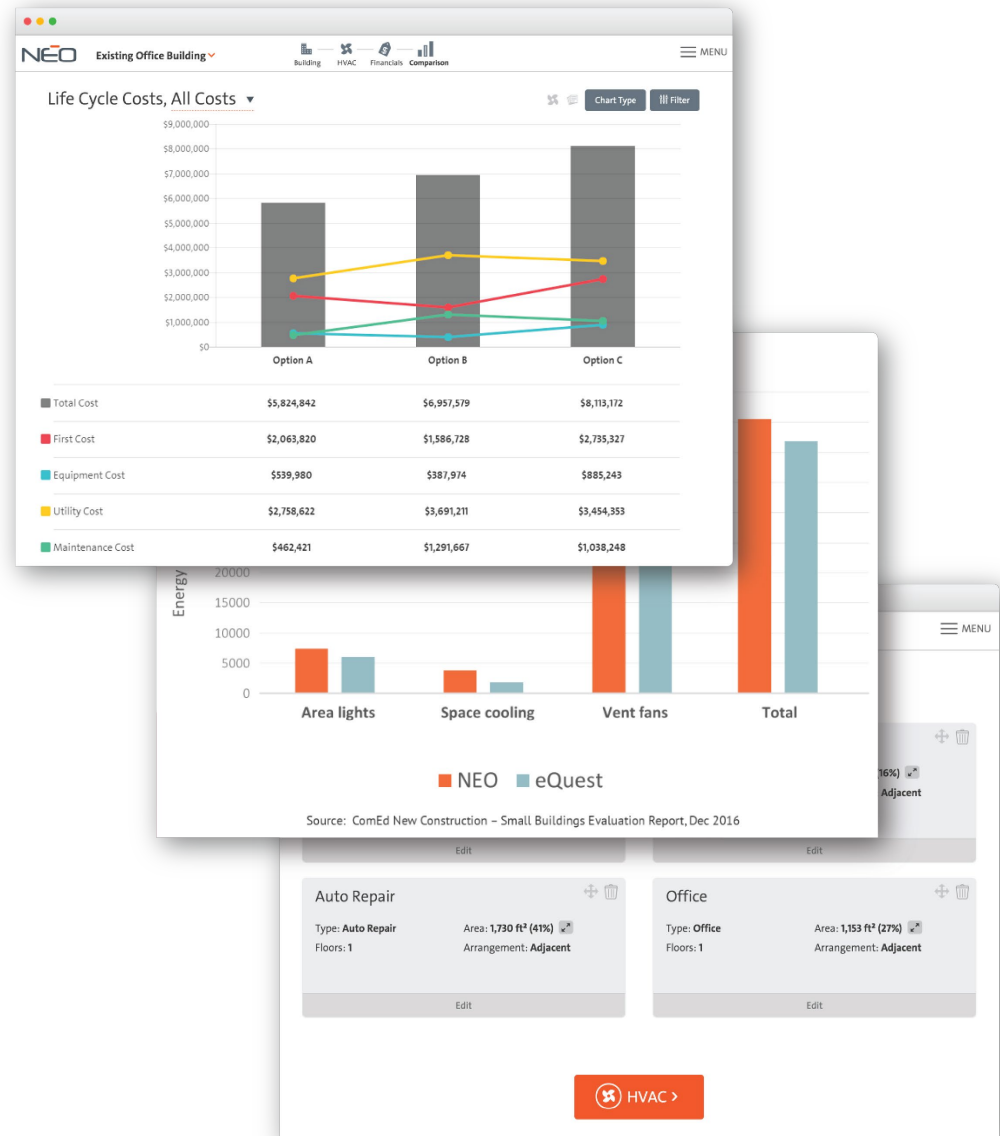 NEO Existing Office Building
Building HVAC Financials Comparison
MENU
Life Cycle Costs, All Costs
Chart Type Filter
$9,000,000
$8,000,000
$7,000,000
$6,000,000
$5,000,000
$4,000,000
$3,000,000
$2,000,000
$1,000,000
$0
Option A Option B Option C
Total Cost $5,824,842 $6,957,579 $8,113,172
First Cost $2,063,820 $1,586,728 $2,735,327
Equipment Cost $539,980 $387,974 $885,243
Utility Cost $2,758,622 $3,691,211 $3,454,353
Maintenance Cost $462,421 $1,291,667 $1,038,248
Energy
20000
15000
10000
5000
0
Area lights Space cooling Vent fans Total
NEO eQuest
Source: ComEd New Construction – Small Buildings Evaluation Report, Dec 2016
MENU
16%)
Adjacent
Edit Edit
Auto Repair
Type: Auto Repair Area: 1,730 ft² (41%)
Floors: 1 Arrangement: Adjacent
Edit
Office
Type: Office Area: 1,153 ft² (27%)
Floors: 1 Arrangement: Adjacent
Edit
HVAC >